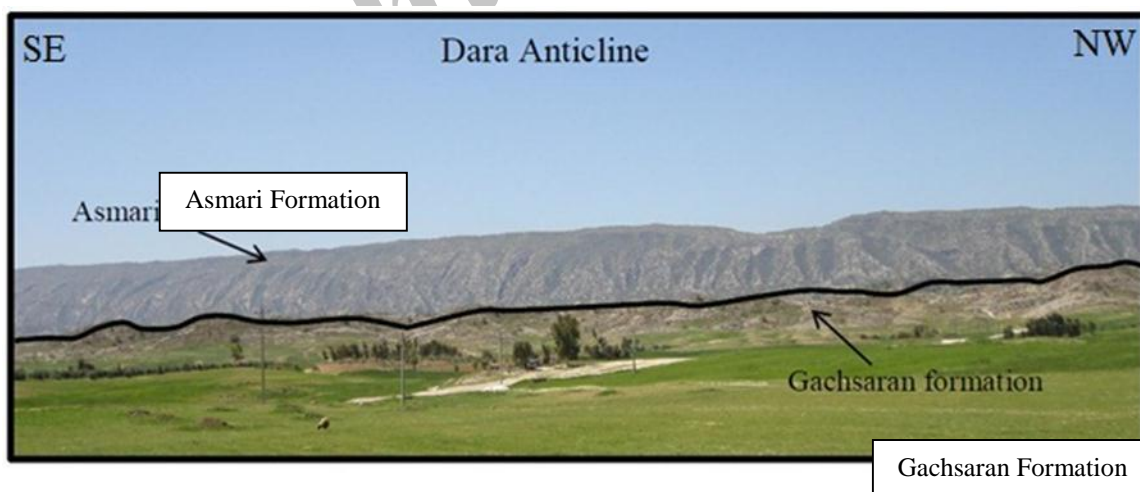 SE
Dara Anticline
NW
Asmari
Asmari Formation
Gachsaran formation
Gachsaran Formation